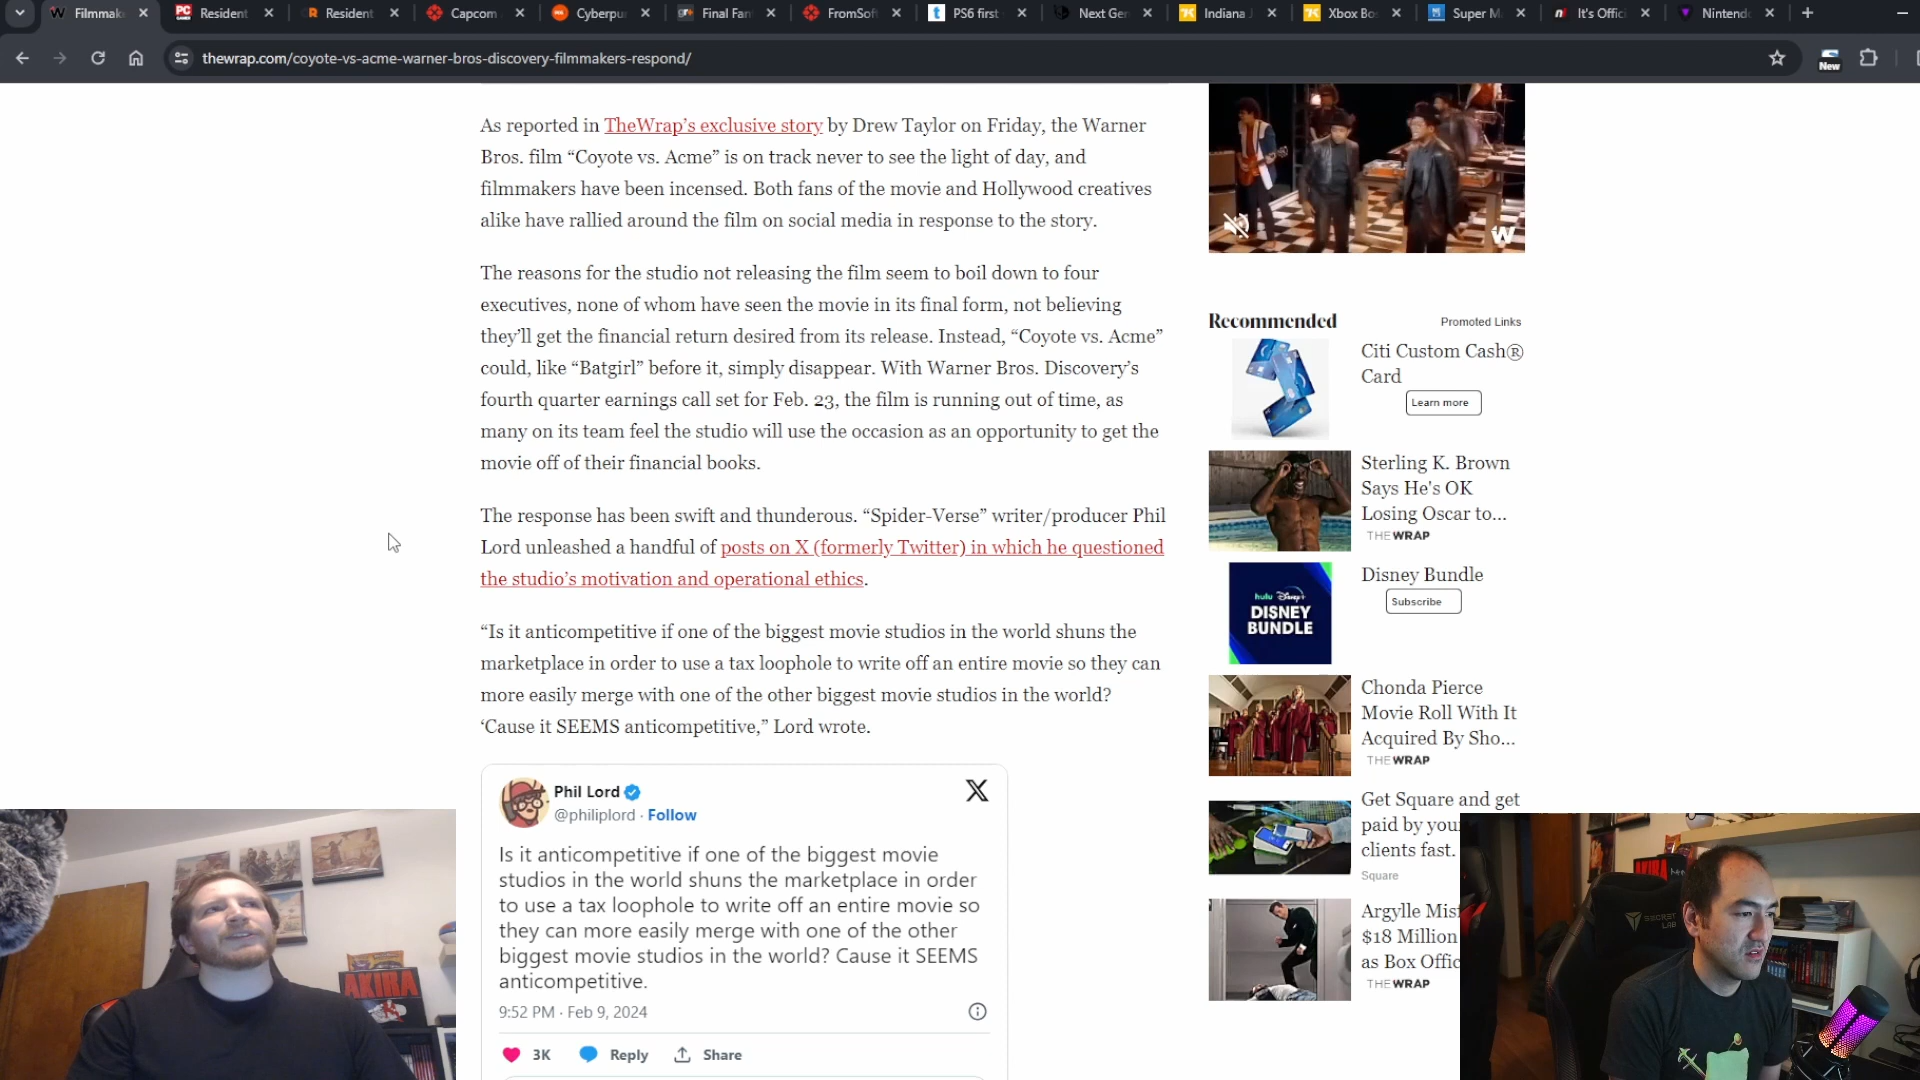 Filmmak
Resident
Resident
Capcom
Cyberpu
Final Fan
FromSoft
PS6 first
Next Ge
Indiana J
Xbox Bo
Super M
It's Offici
Nintendo
thewrap.com/coyote-vs-acme-warner-bros-discovery-filmmakers-respond/
New
As reported in TheWrap's exclusive story by Drew Taylor on Friday, the Warner
Bros. film “Coyote vs. Acme” is on track never to see the light of day, and
filmmakers have been incensed. Both fans of the movie and Hollywood creatives
alike have rallied around the film on social media in response to the story.
The reasons for the studio not releasing the film seem to boil down to four
executives, none of whom have seen the movie in its final form, not believing
they’ll get the financial return desired from its release. Instead, “Coyote vs. Acme”
could, like “Batgirl” before it, simply disappear. With Warner Bros. Discovery’s
fourth quarter earnings call set for Feb. 23, the film is running out of time, as
many on its team feel the studio will use the occasion as an opportunity to get the
movie off of their financial books.
The response has been swift and thunderous. “Spider-Verse” writer/producer Phil
Lord unleashed a handful of posts on X (formerly Twitter) in which he questioned
the studio’s motivation and operational ethics.
“Is it anticompetitive if one of the biggest movie studios in the world shuns the
marketplace in order to use a tax loophole to write off an entire movie so they can
more easily merge with one of the other biggest movie studios in the world?
‘Cause it SEEMS anticompetitive,” Lord wrote.
Phil Lord
@philiplord · Follow
Is it anticompetitive if one of the biggest movie
studios in the world shuns the marketplace in order
to use a tax loophole to write off an entire movie so
they can more easily merge with one of the other
biggest movie studios in the world? Cause it SEEMS
anticompetitive.
9:52 PM · Feb 9, 2024
3K
Reply
Share
W
Recommended
Promoted Links
Citi Custom Cash®
Card
Learn more
Sterling K. Brown
Says He's OK
Losing Oscar to...
THEWRAP
hulu Disney+
DISNEY
BUNDLE
Disney Bundle
Subscribe
Chonda Pierce
Movie Roll With It
Acquired By Sho...
THEWRAP
Get Square and get
paid by your
clients fast.
Square
Argylle Misf
$18 Million
as Box Offic
THEWRAP
AKIRA
AKIRA
SECRET
LAB